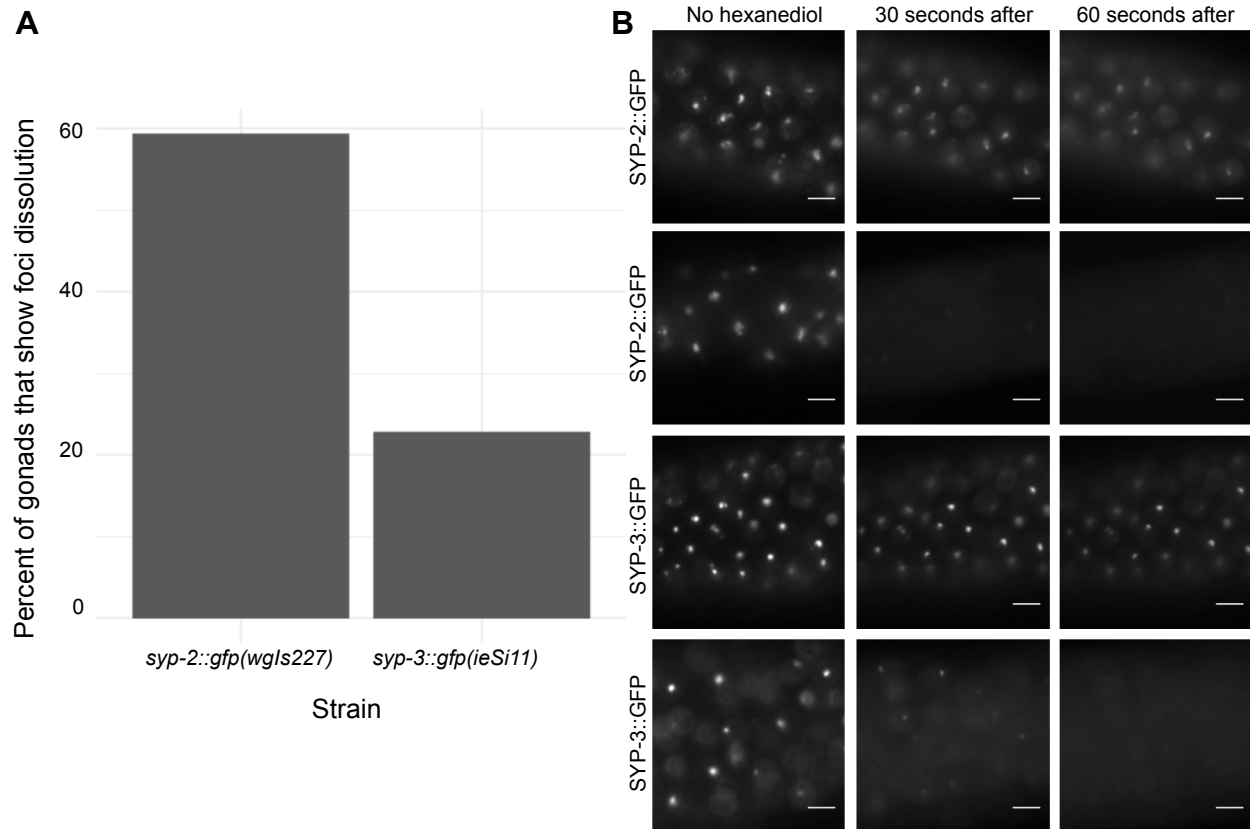 A
Percent of gonads that show foci dissolution
60
40
20
0
syp-2::gfp(wgIs227)
syp-3::gfp(ieSi11)
Strain
B
No hexanediol
30 seconds after
60 seconds after
SYP-2::GFP
SYP-2::GFP
SYP-3::GFP
SYP-3::GFP